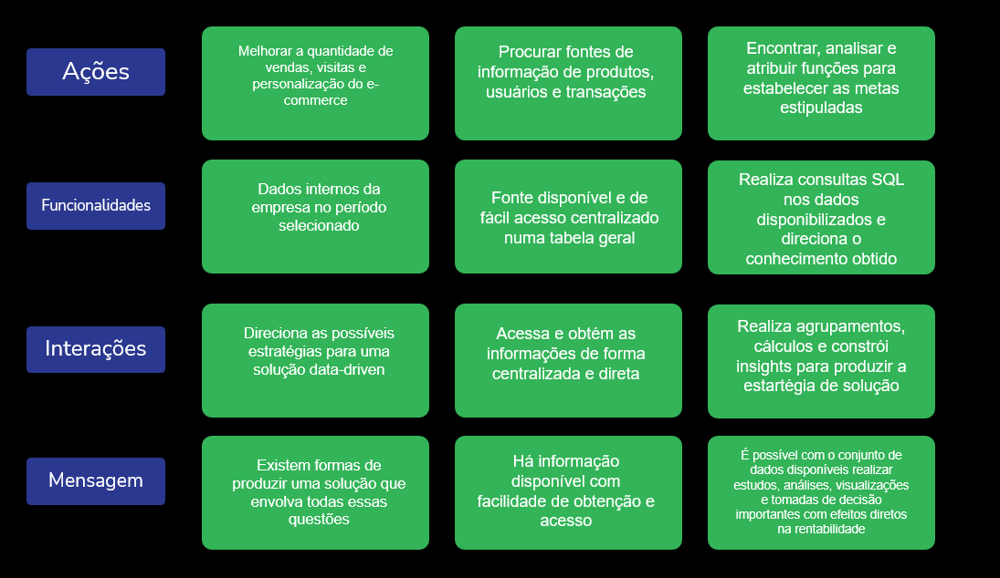 Ações
Melhorar a quantidade de
vendas, visitas e
personalização do e-
commerce
Procurar fontes de
informação de produtos,
usuários e transações
Encontrar, analisar e
atribuir funções para
estabelecer as metas
estipuladas
Funcionalidades
Dados internos da
empresa no período
selecionado
Fonte disponível e de
fácil acesso centralizado
numa tabela geral
Realiza consultas SQL
nos dados
disponibilizados e
direciona o
conhecimento obtido
Interações
Direciona as possíveis
estratégias para uma
solução data-driven
Acessa e obtém as
informações de forma
centralizada e direta
Realiza agrupamentos,
cálculos e constrói
insights para produzir a
estartégia de solução
Mensagem
Existem formas de
produzir uma solução que
envolva todas essas
questões
Há informação
disponível com
facilidade de obtenção e
acesso
É possível com o conjunto de
dados disponíveis realizar
estudos, análises, visualizações
e tomadas de decisão
importantes com efeitos diretos
na rentabilidade